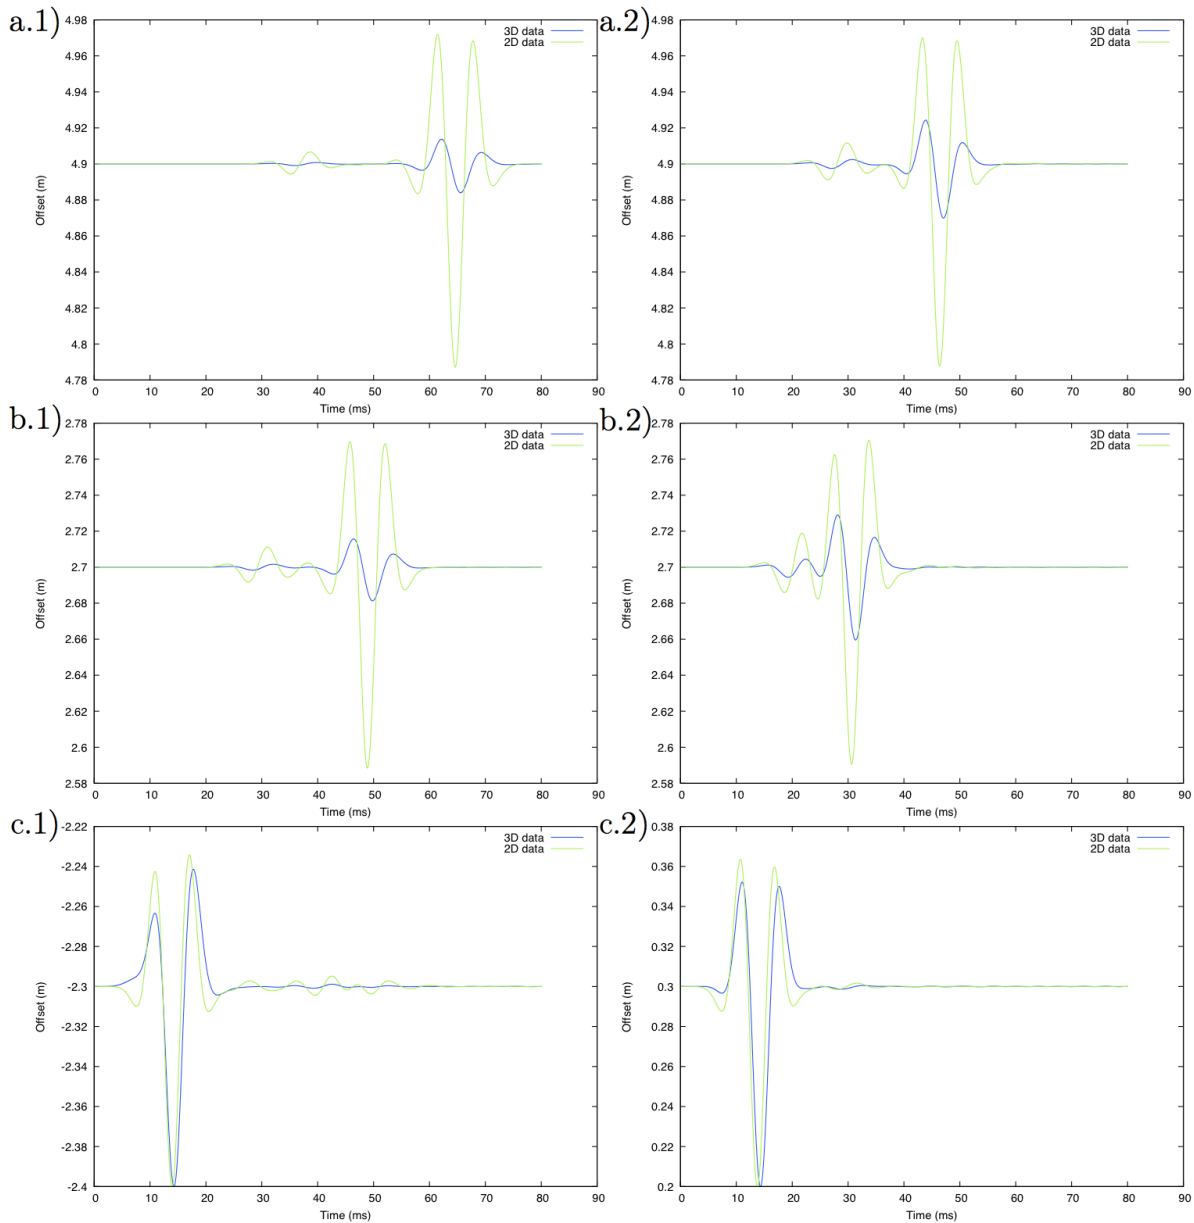 a.1)
4.98
4.96
4.94
4.92
4.9
4.88
4.86
4.84
4.82
4.8
4.78
Offset (m)
3D data
2D data
0 10 20 30 40 50 60 70 80 90
Time (ms)
a.2)
4.98
4.96
4.94
4.92
4.9
4.88
4.86
4.84
4.82
4.8
4.78
Offset (m)
3D data
2D data
0 10 20 30 40 50 60 70 80 90
Time (ms)
b.1)
2.78
2.76
2.74
2.72
2.7
2.68
2.66
2.64
2.62
2.6
2.58
Offset (m)
3D data
2D data
0 10 20 30 40 50 60 70 80 90
Time (ms)
b.2)
2.78
2.76
2.74
2.72
2.7
2.68
2.66
2.64
2.62
2.6
2.58
Offset (m)
3D data
2D data
0 10 20 30 40 50 60 70 80 90
Time (ms)
c.1)
-2.22
-2.24
-2.26
-2.28
-2.3
-2.32
-2.34
-2.36
-2.38
-2.4
Offset (m)
3D data
2D data
0 10 20 30 40 50 60 70 80 90
Time (ms)
c.2)
0.38
0.36
0.34
0.32
0.3
0.28
0.26
0.24
0.22
0.2
Offset (m)
3D data
2D data
0 10 20 30 40 50 60 70 80 90
Time (ms)